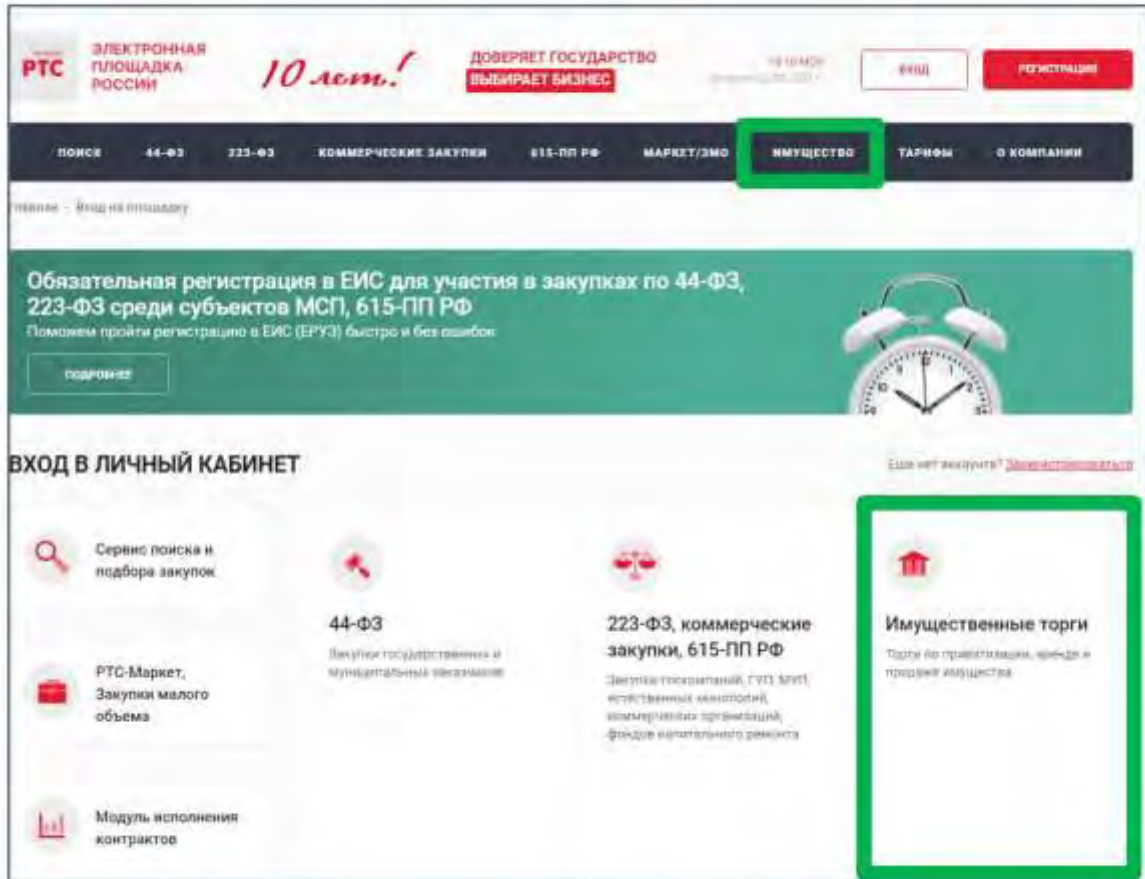 РТС
ЭЛЕКТРОННАЯ
ПЛОЩАДКА
РОССИИ
10 лет!
ДОВЕРЯЕТ ГОСУДАРСТВО
ВЫБИРАЕТ БИЗНЕС
ВХОД
РЕГИСТРАЦИЯ
ПОИСК 44-ФЗ 223-ФЗ КОММЕРЧЕСКИЕ ЗАКУПКИ 615-ПП РФ МАРКЕТ/ЭМО ИМУЩЕСТВО ТАРИФЫ О КОМПАНИИ
Главная - Вход на площадку
Обязательная регистрация в ЕИС для участия в закупках по 44-ФЗ,
223-ФЗ среди субъектов МСП, 615-ПП РФ
Поможем пройти регистрацию в ЕИС (ЕРУЗ) быстро и без ошибок
ПОДРОБНЕЕ
ВХОД В ЛИЧНЫЙ КАБИНЕТ
Еще нет аккаунта? Зарегистрироваться
Сервис поиска и
подбора закупок
РТС-Маркет,
Закупки малого
объема
Модуль исполнения
контрактов
44-ФЗ
Закупки государственных и
муниципальных заказчиков
223-ФЗ, коммерческие
закупки, 615-ПП РФ
Закупки госкомпаний, ГУП, МУП,
естественных монополий,
коммерческих организаций,
фондов капитального ремонта
Имущественные торги
Торги по приватизации, аренде и
продаже имущества